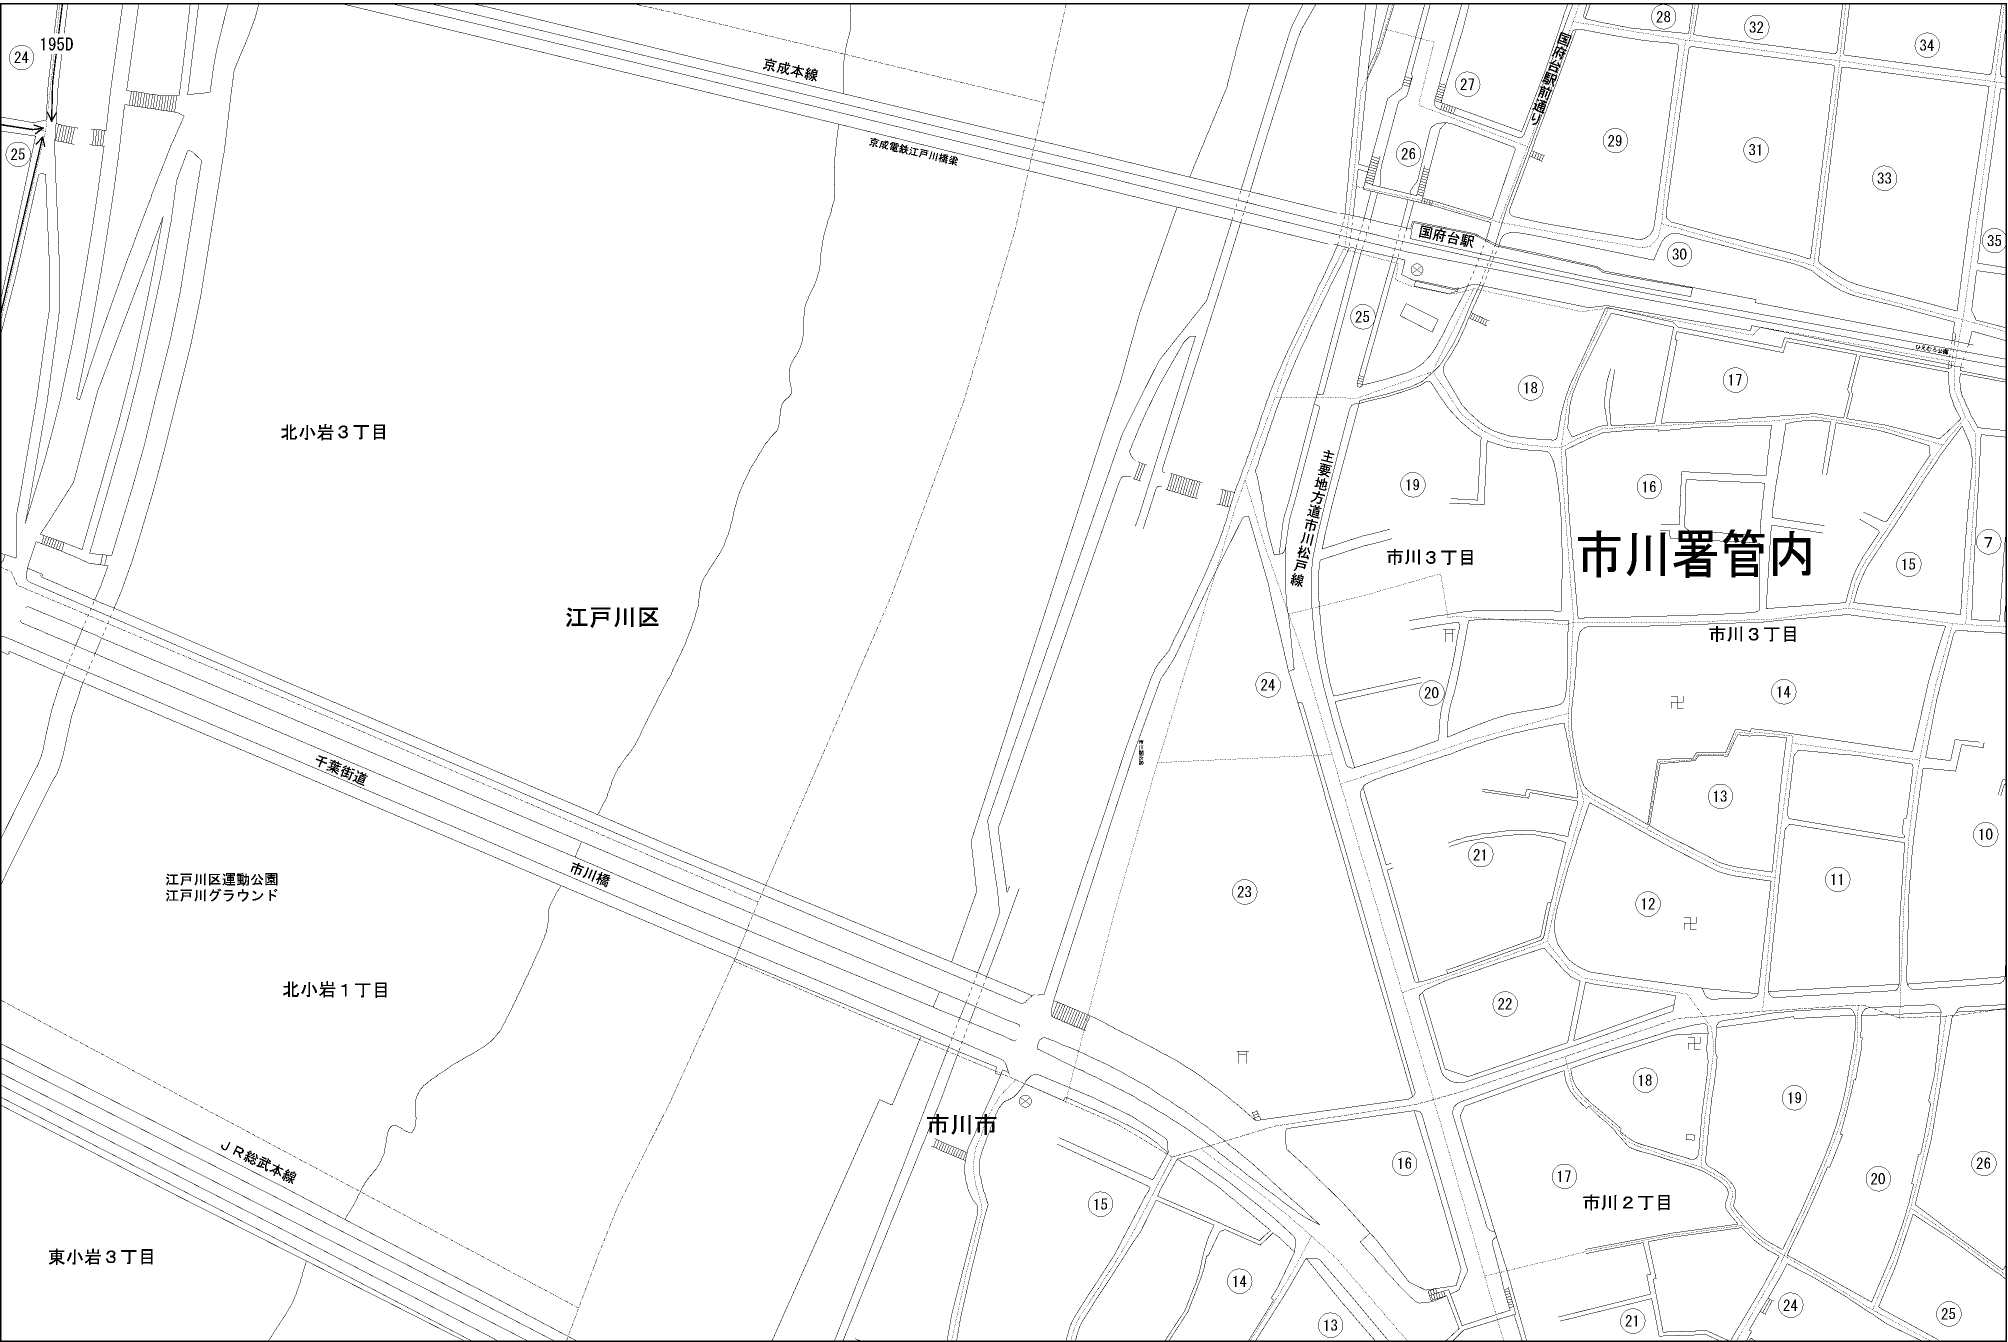 24
195D
京成本線
国府台駅前通り
28
32
34
27
25
京成電鉄江戸川橋梁
26
29
31
33
国府台駅
30
35
25
ひえむろ公園
18
17
北小岩３丁目
主要地方道市川松戸線
19
16
市川３丁目
市川署管内
15
7
江戸川区
市川３丁目
24
20
14
千葉街道
13
10
市川橋
21
江戸川区運動公園
江戸川グラウンド
23
12
11
北小岩１丁目
22
市川市
18
19
ＪＲ総武本線
16
17
20
26
15
市川２丁目
東小岩３丁目
14
13
21
24
25